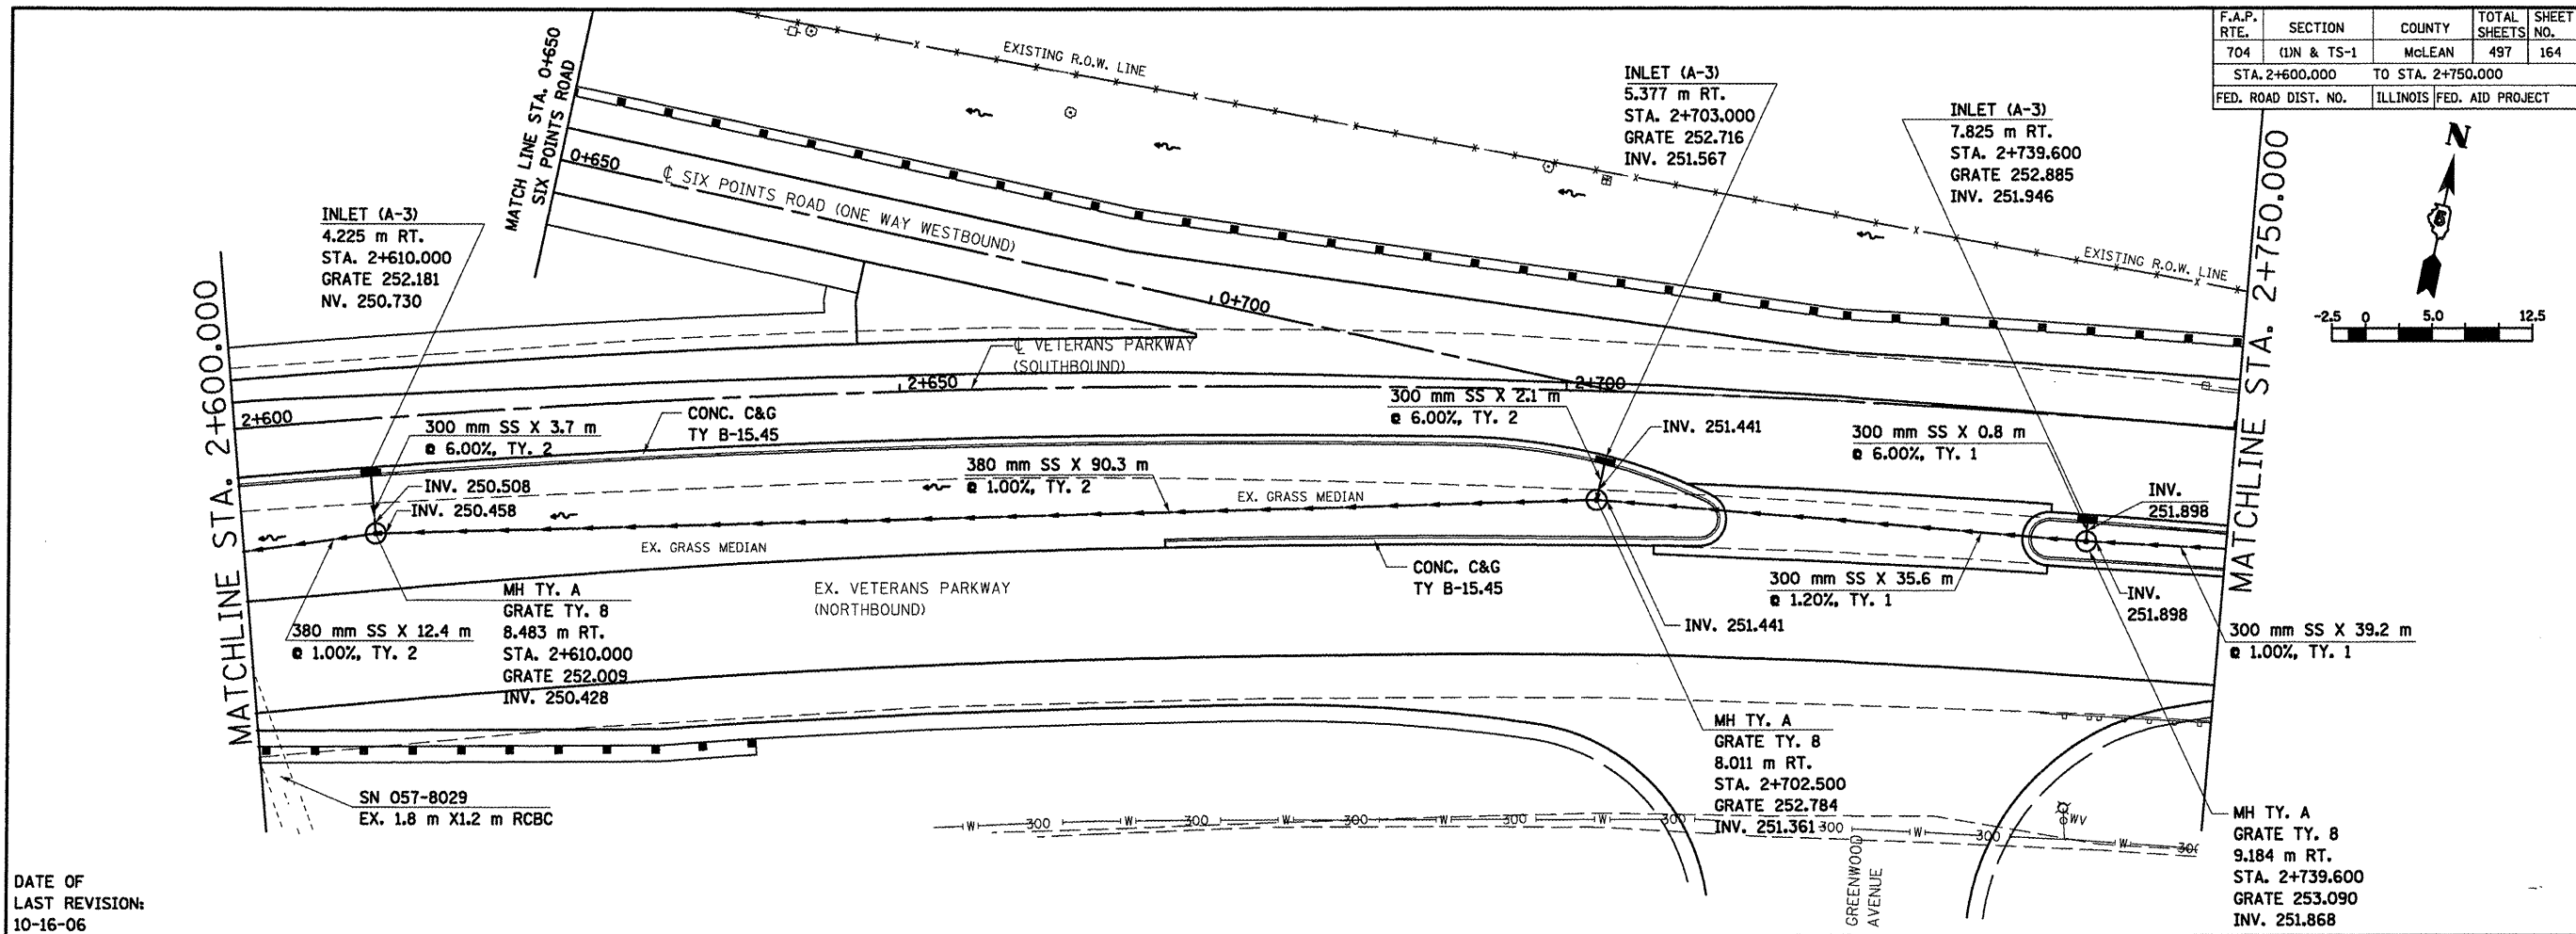 F.A.P. RTE. SECTION COUNTY TOTAL SHEETS SHEET NO.
704 (1)N & TS-1 McLEAN 497 164
STA. 2+600.000 TO STA. 2+750.000
FED. ROAD DIST. NO. ILLINOIS FED. AID PROJECT
N
-2.5 0 5.0 12.5
MATCH LINE STA. 0+650
SIX POINTS ROAD
EXISTING R.O.W. LINE
0+650
℄ SIX POINTS ROAD (ONE WAY WESTBOUND)
0+700
INLET (A-3)
4.225 m RT.
STA. 2+610.000
GRATE 252.181
NV. 250.730
INLET (A-3)
5.377 m RT.
STA. 2+703.000
GRATE 252.716
INV. 251.567
INLET (A-3)
7.825 m RT.
STA. 2+739.600
GRATE 252.885
INV. 251.946
EXISTING R.O.W. LINE
MATCHLINE STA. 2+600.000
MATCHLINE STA. 2+750.000
℄ VETERANS PARKWAY
(SOUTHBOUND)
2+600
2+650
2+700
300 mm SS X 3.7 m
@ 6.00%, TY. 2
CONC. C&G
TY B-15.45
300 mm SS X 2.1 m
@ 6.00%, TY. 2
INV. 251.441
300 mm SS X 0.8 m
@ 6.00%, TY. 1
INV. 250.508
INV. 250.458
380 mm SS X 90.3 m
@ 1.00%, TY. 2
EX. GRASS MEDIAN
INV.
251.898
EX. GRASS MEDIAN
EX. VETERANS PARKWAY
(NORTHBOUND)
CONC. C&G
TY B-15.45
300 mm SS X 35.6 m
@ 1.20%, TY. 1
INV.
251.898
INV. 251.441
300 mm SS X 39.2 m
@ 1.00%, TY. 1
380 mm SS X 12.4 m
@ 1.00%, TY. 2
MH TY. A
GRATE TY. 8
8.483 m RT.
STA. 2+610.000
GRATE 252.009
INV. 250.428
MH TY. A
GRATE TY. 8
8.011 m RT.
STA. 2+702.500
GRATE 252.784
INV. 251.361
MH TY. A
GRATE TY. 8
9.184 m RT.
STA. 2+739.600
GRATE 253.090
INV. 251.868
SN 057-8029
EX. 1.8 m X1.2 m RCBC
W 300 W 300 W 300 W 300 W 300 300 W 300 W 300
WV
GREENWOOD
AVENUE
DATE OF
LAST REVISION:
10-16-06